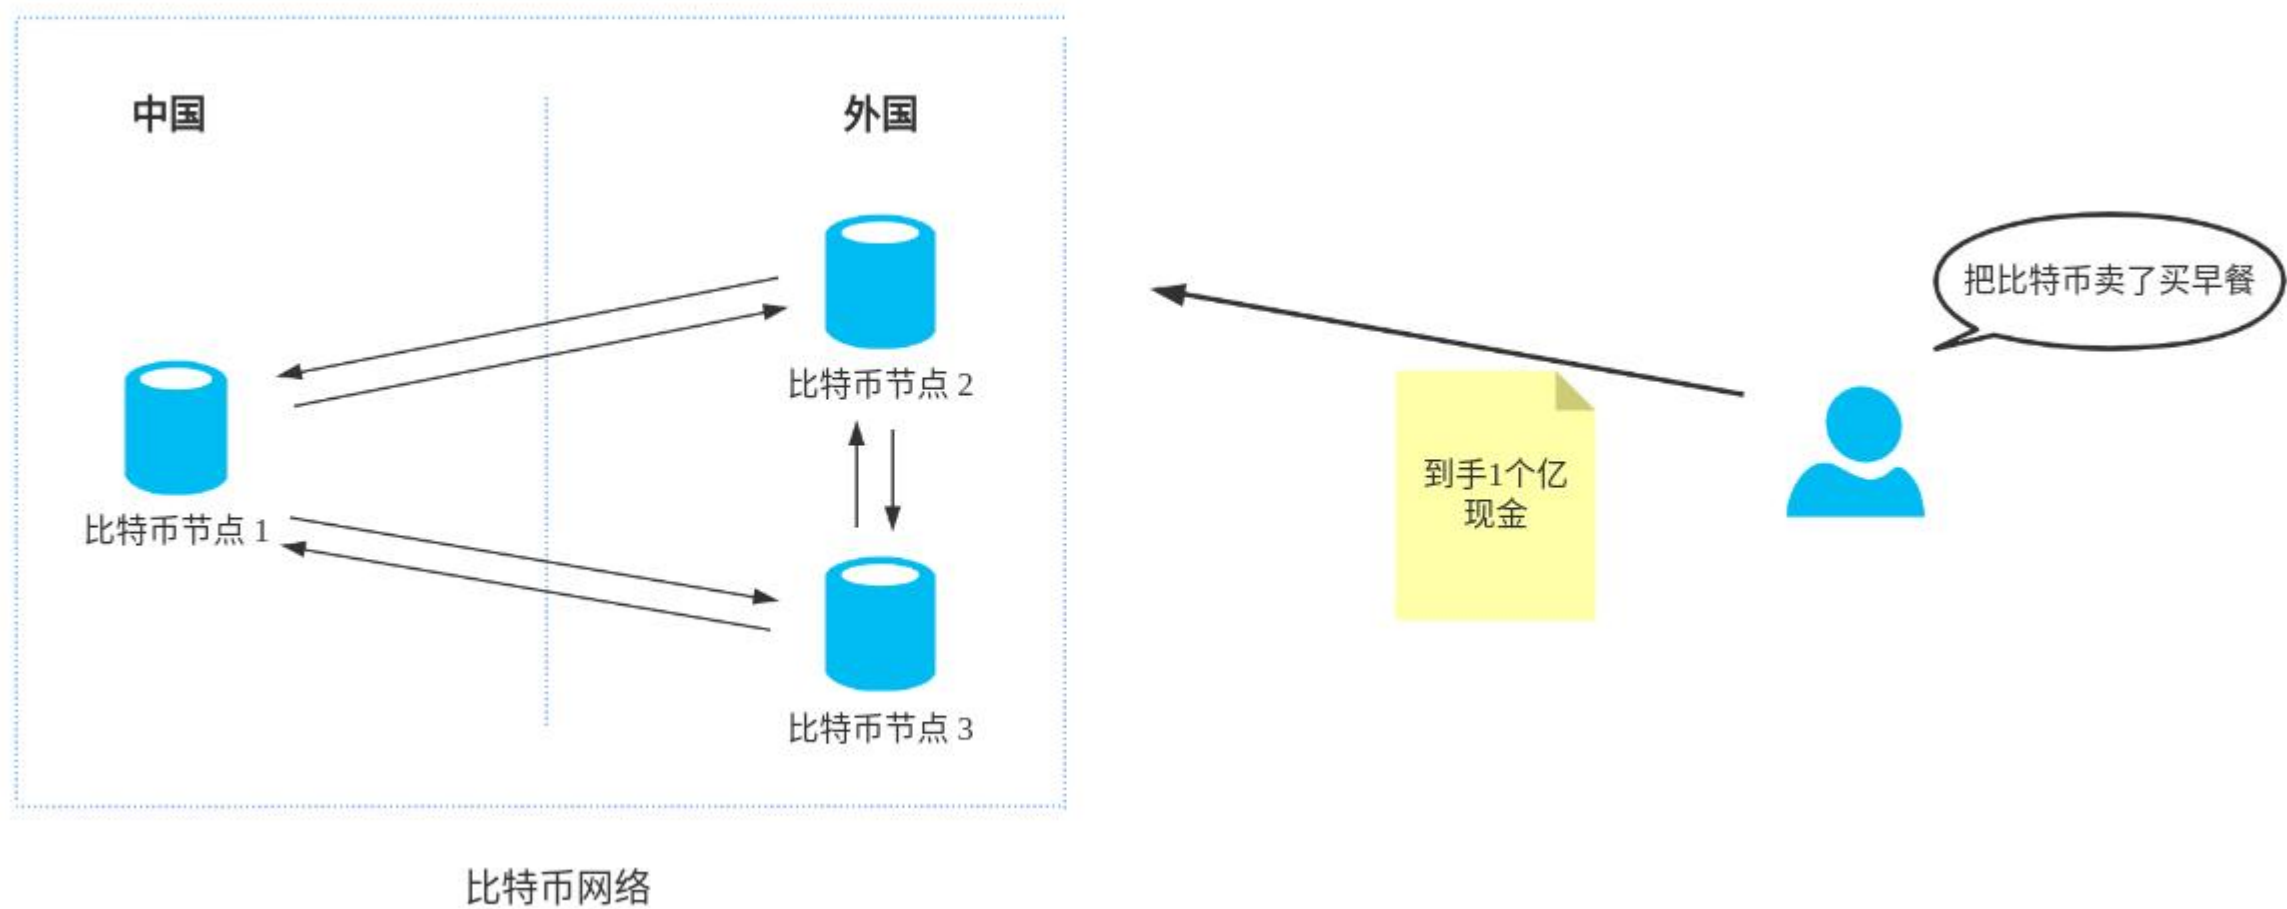 中国
外国
把比特币卖了买早餐
比特币节点 2
到手1个亿
现金
比特币节点 1
比特币节点 3
比特币网络